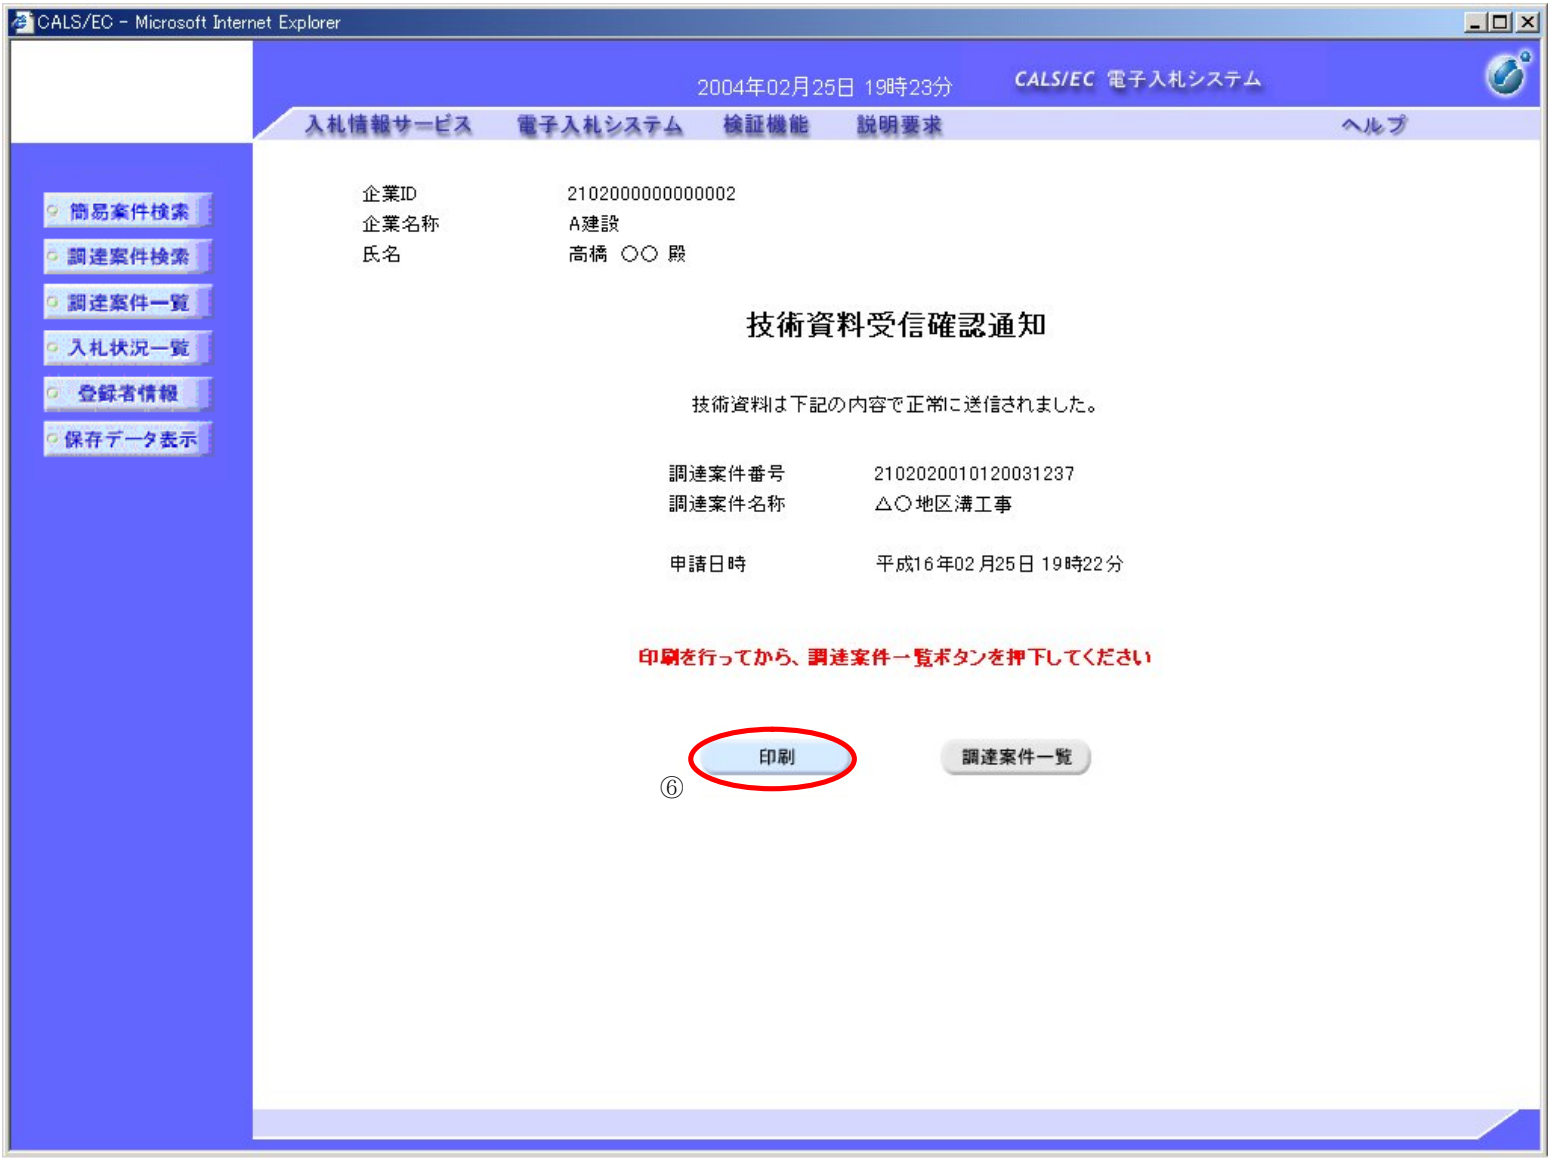 CALS/EC - Microsoft Internet Explorer
2004年02月25日 19時23分
CALS/EC 電子入札システム
入札情報サービス 電子入札システム 検証機能 説明要求 ヘルプ
簡易案件検索
調達案件検索
調達案件一覧
入札状況一覧
登録者情報
保存データ表示
企業ID 2102000000000002
企業名称 A建設
氏名 高橋 〇〇 殿
技術資料受信確認通知
技術資料は下記の内容で正常に送信されました。
調達案件番号 2102020010120031237
調達案件名称 △〇地区溝工事
申請日時 平成16年02月25日 19時22分
印刷を行ってから、調達案件一覧ボタンを押下してください
印刷 調達案件一覧
⑥